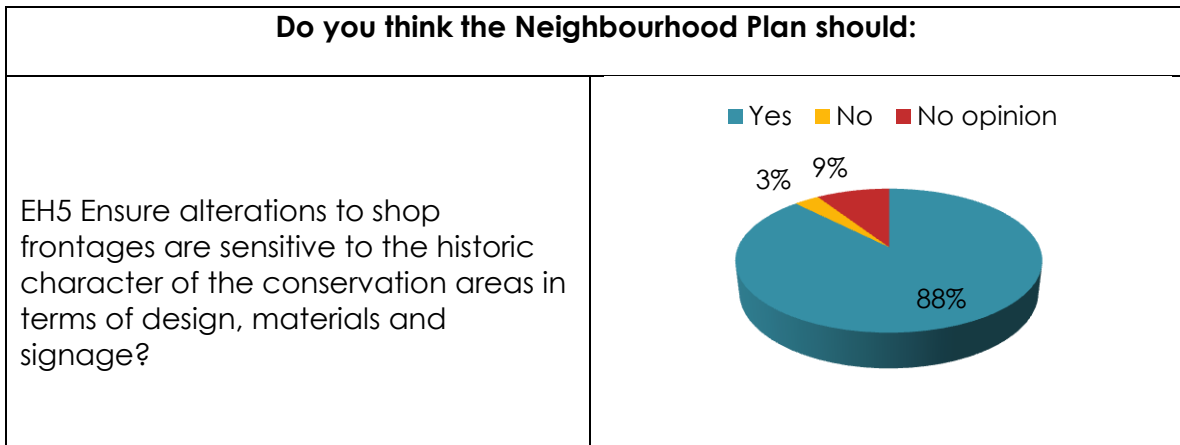 Do you think the Neighbourhood Plan should:
EH5 Ensure alterations to shop
frontages are sensitive to the historic
character of the conservation areas in
terms of design, materials and
signage?
Yes No No opinion
3% 9%
88%